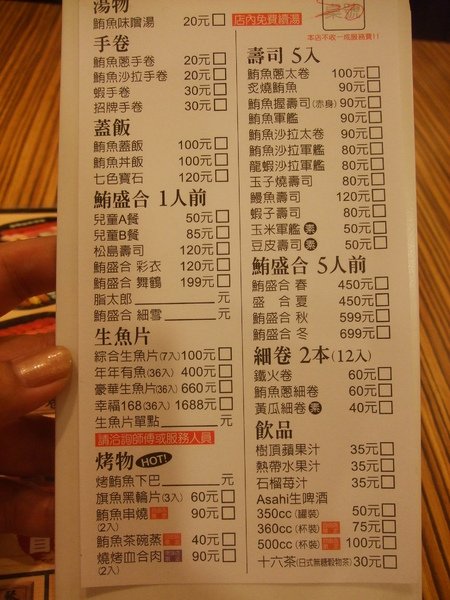 湯物
鮪魚味噌湯 20元
店內免費續湯
手卷
鮪魚蔥手卷 20元
鮪魚沙拉手卷 20元
蝦手卷 30元
招牌手卷 30元
蓋飯
鮪魚蓋飯 100元
鮪魚丼飯 100元
七色寶石 120元
鮪盛合 1人前
兒童A餐 50元
兒童B餐 85元
松島壽司 120元
鮪盛合 彩衣 120元
鮪盛合 舞鶴 199元
脂太郎 元
鮪盛合 細雪 元
生魚片
綜合生魚片(7入)100元
年年有魚(36入) 400元
豪華生魚片(36入) 660元
幸福168(36入) 1688元
生魚片單點 元
請洽詢師傅或服務人員
烤物 HOT!
烤鮪魚下巴 元
旗魚黑輪片(3入) 60元
鮪魚串燒 90元
(2入)
鮪魚茶碗蒸 40元
燒烤血合肉 90元
(2入)
本店不收一成服務費!!
壽司 5入
鮪魚蔥太卷 100元
炙燒鮪魚 90元
鮪魚握壽司(赤身) 90元
鮪魚軍艦 90元
鮪魚沙拉太卷 90元
鮪魚沙拉軍艦 80元
龍蝦沙拉軍艦 80元
玉子燒壽司 80元
鰻魚壽司 120元
蝦子壽司 80元
玉米軍艦 素 50元
豆皮壽司 素 50元
鮪盛合 5人前
鮪盛合 春 450元
盛 合 夏 450元
鮪盛合 秋 599元
鮪盛合 冬 699元
細卷 2本(12入)
鐵火卷 60元
鮪魚蔥細卷 60元
黃瓜細卷 素 40元
飲品
樹頂蘋果汁 35元
熱帶水果汁 35元
石榴莓汁 35元
Asahi生啤酒
350cc (罐裝) 50元
360cc (杯裝) 75元
500cc (杯裝) 100元
十六茶(日式無糖穀物茶) 30元